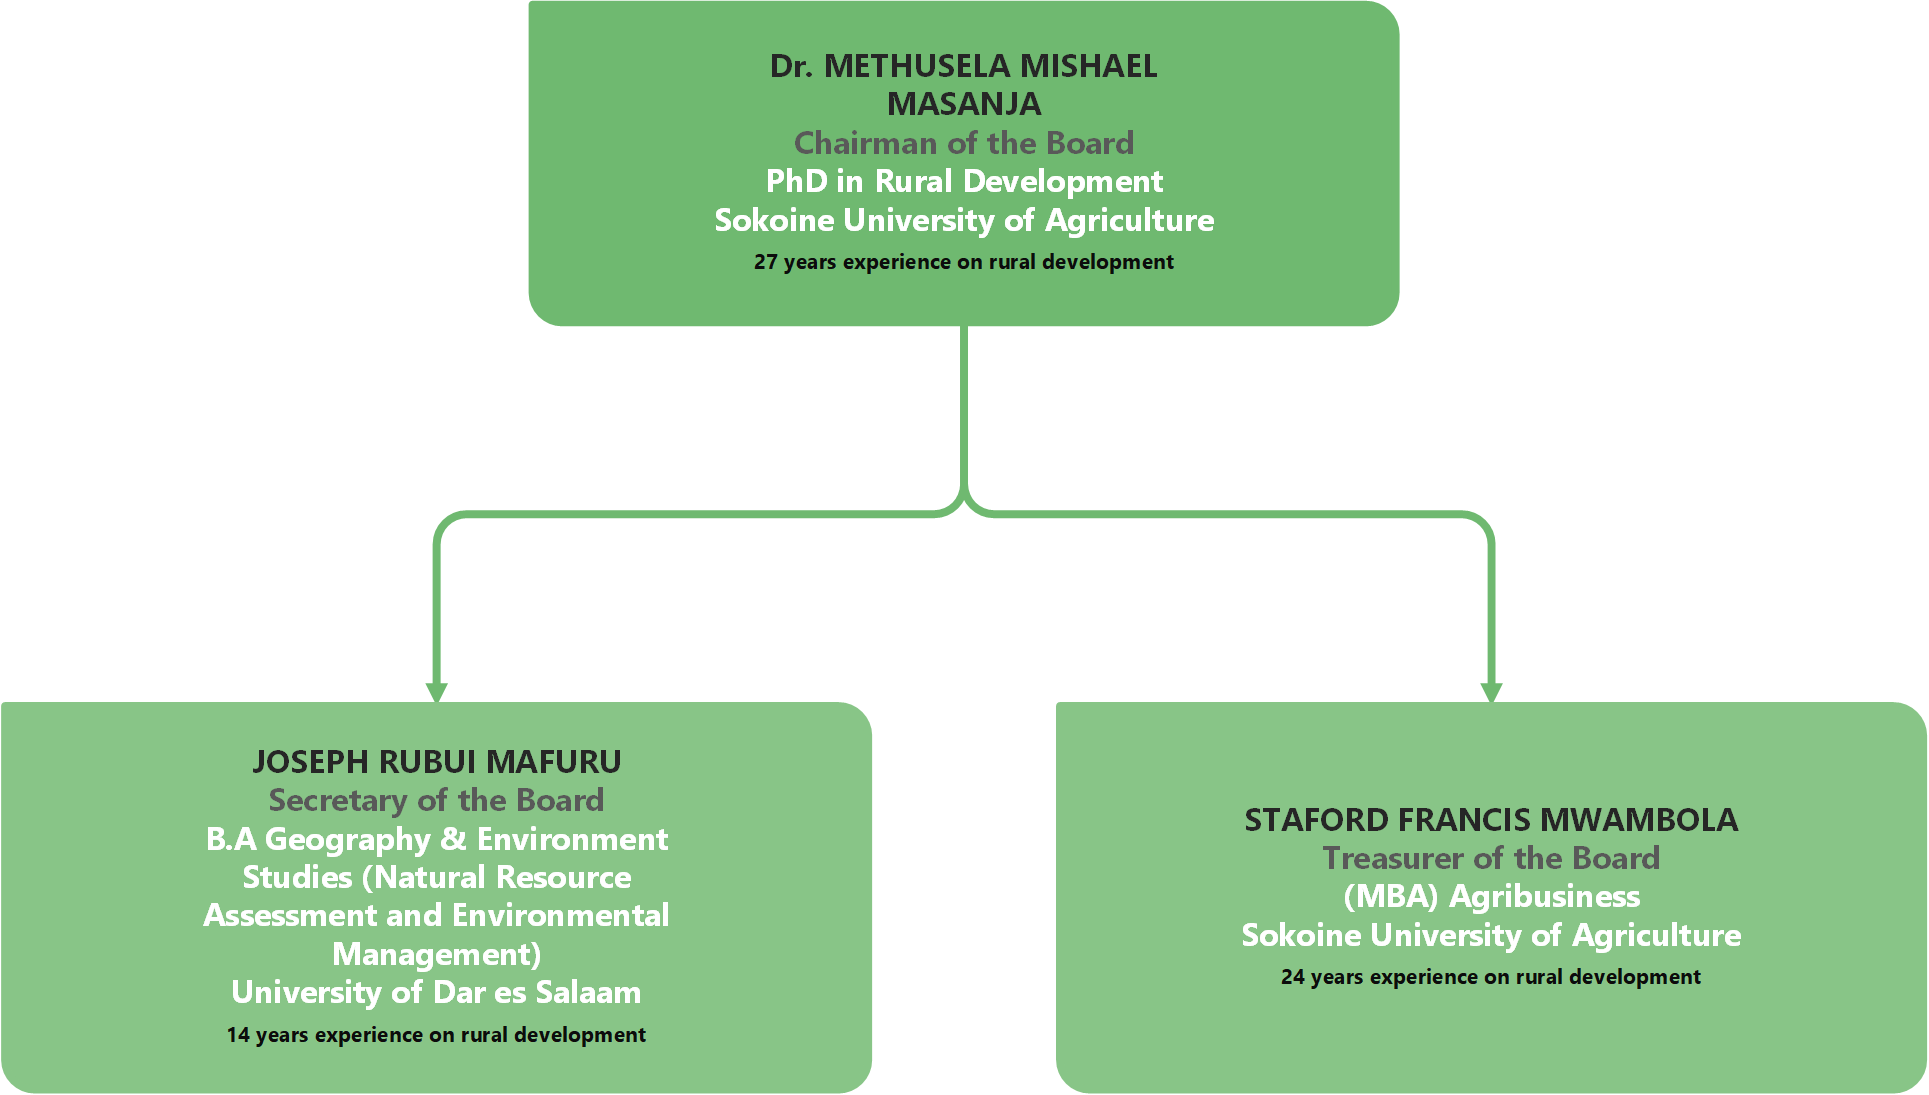 Dr. METHUSELA MISHAEL
MASANJA
Chairman of the Board
PhD in Rural Development
Sokoine University of Agriculture
27 years experience on rural development
JOSEPH RUBUI MAFURU
Secretary of the Board
B.A Geography & Environment
Studies (Natural Resource
Assessment and Environmental
Management)
University of Dar es Salaam
14 years experience on rural development
STAFORD FRANCIS MWAMBOLA
Treasurer of the Board
(MBA) Agribusiness
Sokoine University of Agriculture
24 years experience on rural development